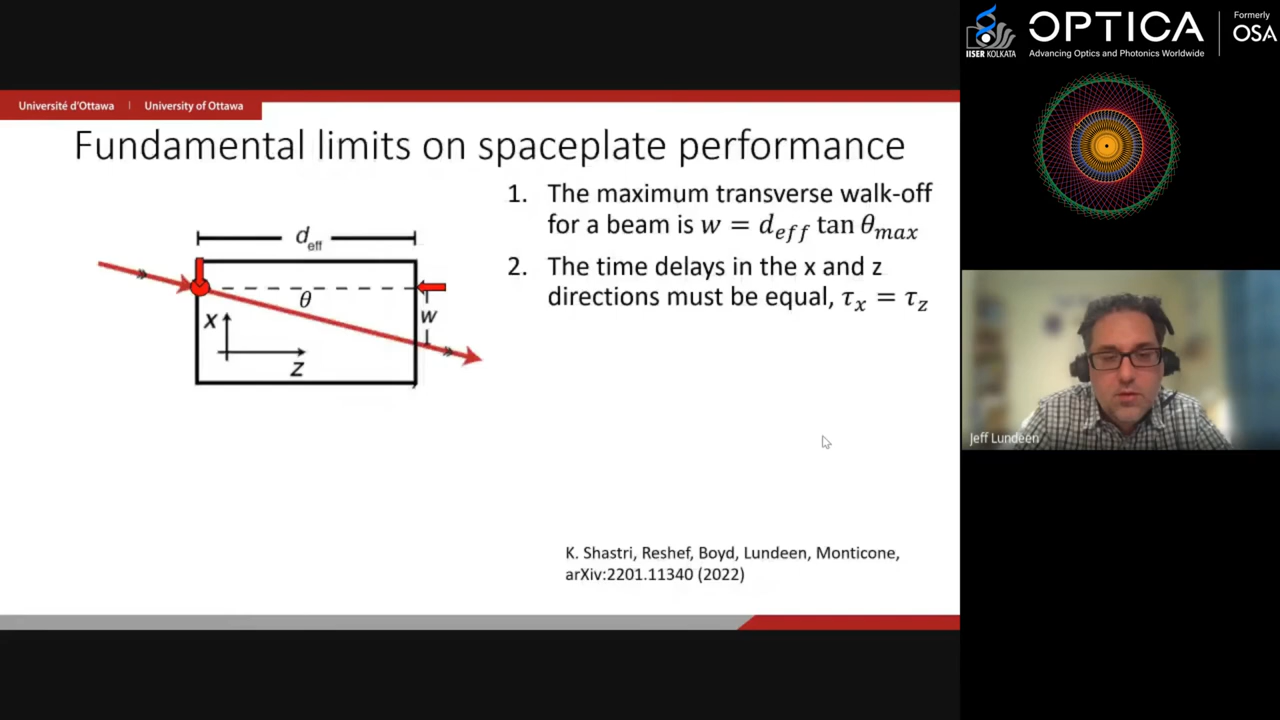 IISER KOLKATA
OPTICA
Advancing Optics and Photonics Worldwide
Formerly
OSA
Université d'Ottawa | University of Ottawa
Fundamental limits on spaceplate performance
d_eff
θ
x
z
w
1. The maximum transverse walk-off
for a beam is w = d_eff tan θ_max
2. The time delays in the x and z
directions must be equal, τ_x = τ_z
K. Shastri, Reshef, Boyd, Lundeen, Monticone,
arXiv:2201.11340 (2022)
Jeff Lundeen